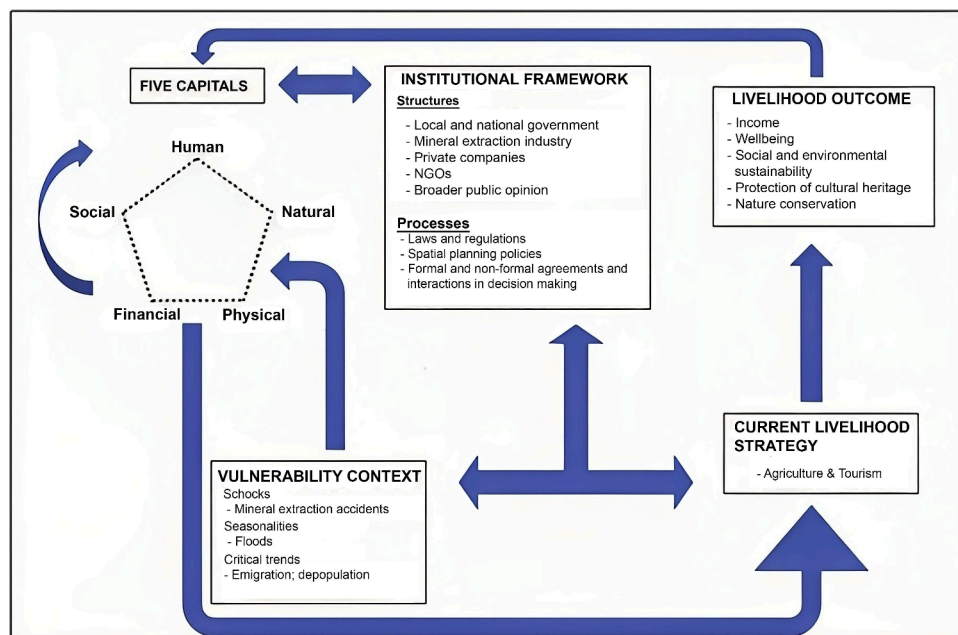 FIVE CAPITALS
Human
Social
Natural
Financial
Physical
INSTITUTIONAL FRAMEWORK
Structures
- Local and national government
- Mineral extraction industry
- Private companies
- NGOs
- Broader public opinion
Processes
- Laws and regulations
- Spatial planning policies
- Formal and non-formal agreements and
interactions in decision making
LIVELIHOOD OUTCOME
- Income
- Wellbeing
- Social and environmental
sustainability
- Protection of cultural heritage
- Nature conservation
VULNERABILITY CONTEXT
Schocks
- Mineral extraction accidents
Seasonalities
- Floods
Critical trends
- Emigration; depopulation
CURRENT LIVELIHOOD
STRATEGY
- Agriculture & Tourism